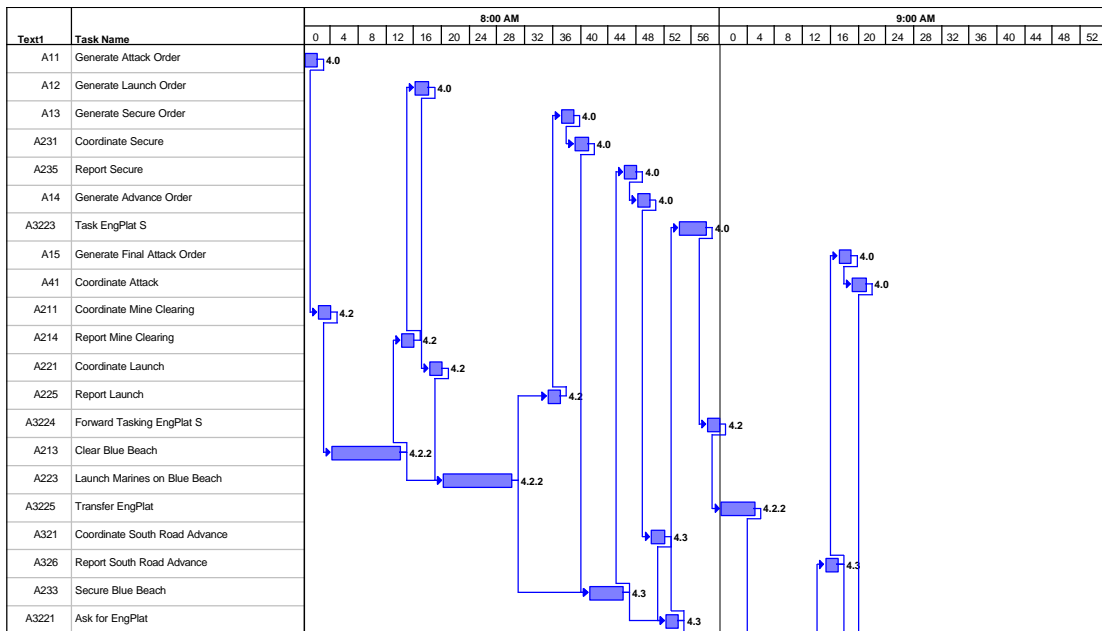 8:00 AM 9:00 AM
Text1 Task Name 0 4 8 12 16 20 24 28 32 36 40 44 48 52 56 0 4 8 12 16 20 24 28 32 36 40 44 48 52
A11 Generate Attack Order 4.0
A12 Generate Launch Order 4.0
A13 Generate Secure Order 4.0
A231 Coordinate Secure 4.0
A235 Report Secure 4.0
A14 Generate Advance Order 4.0
A3223 Task EngPlat S 4.0
A15 Generate Final Attack Order 4.0
A41 Coordinate Attack 4.0
A211 Coordinate Mine Clearing 4.2
A214 Report Mine Clearing 4.2
A221 Coordinate Launch 4.2
A225 Report Launch 4.2
A3224 Forward Tasking EngPlat S 4.2
A213 Clear Blue Beach 4.2.2
A223 Launch Marines on Blue Beach 4.2.2
A3225 Transfer EngPlat 4.2.2
A321 Coordinate South Road Advance 4.3
A326 Report South Road Advance 4.3
A233 Secure Blue Beach 4.3
A3221 Ask for EngPlat 4.3